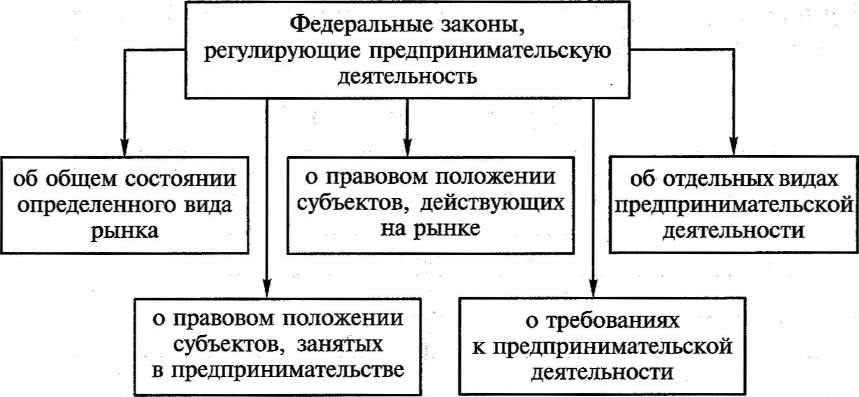 Федеральные законы,
регулирующие предпринимательскую
деятельность
об общем состоянии
определенного вида
рынка
о правовом положении
субъектов, действующих
на рынке
об отдельных видах
предпринимательской
деятельности
о правовом положении
субъектов, занятых
в предпринимательстве
о требованиях
к предпринимательской
деятельности